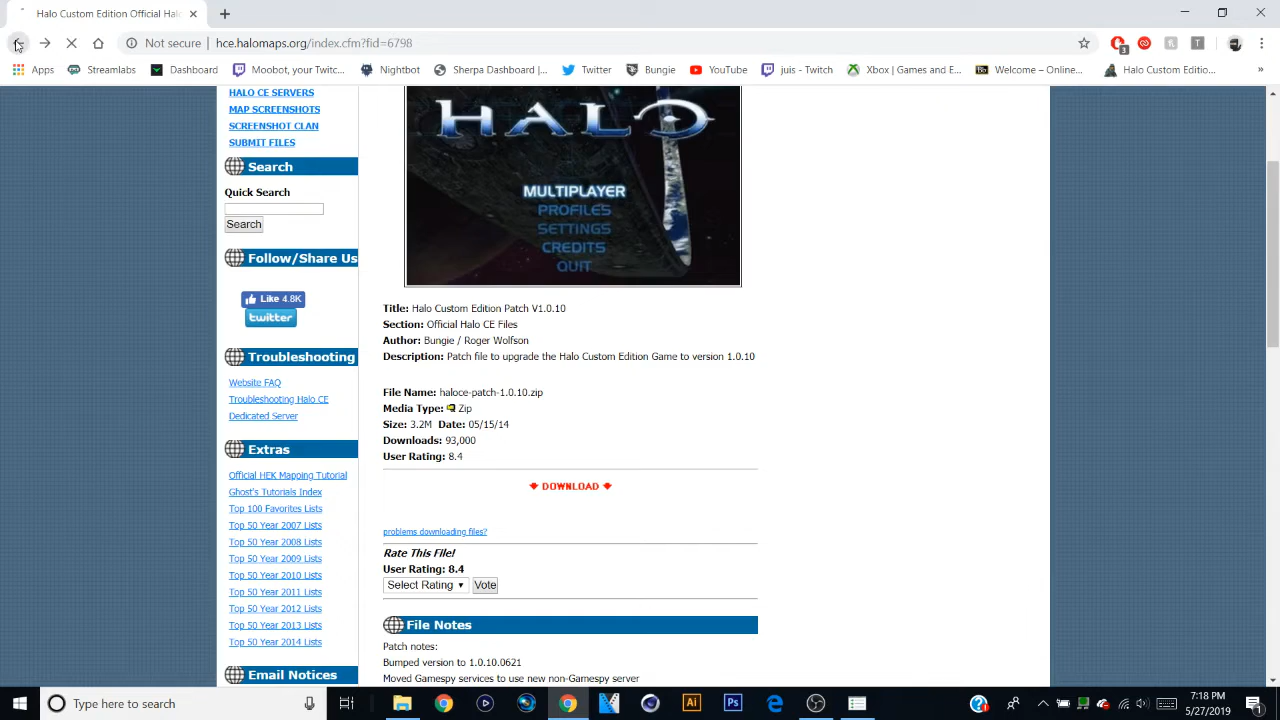 Halo Custom Edition Official Hal
Not secure | hce.halomaps.org/index.cfm?fid=6798
3
T
Apps Streamlabs Dashboard Moobot, your Twitc... Nightbot Sherpa Dashboard |... Twitter Bungie YouTube juis - Twitch Xbox | Games and E... Welcome – Online... Halo Custom Editio... »
HALO CE SERVERS
MAP SCREENSHOTS
SCREENSHOT CLAN
SUBMIT FILES
Search
Quick Search
Search
Follow/Share Us
Like 4.8K
twitter
Troubleshooting
Website FAQ
Troubleshooting Halo CE
Dedicated Server
Extras
Official HEK Mapping Tutorial
Ghost's Tutorials Index
Top 100 Favorites Lists
Top 50 Year 2007 Lists
Top 50 Year 2008 Lists
Top 50 Year 2009 Lists
Top 50 Year 2010 Lists
Top 50 Year 2011 Lists
Top 50 Year 2012 Lists
Top 50 Year 2013 Lists
Top 50 Year 2014 Lists
Email Notices
HALO
MULTIPLAYER
PROFILES
SETTINGS
CREDITS
QUIT
Title: Halo Custom Edition Patch V1.0.10
Section: Official Halo CE Files
Author: Bungie / Roger Wolfson
Description: Patch file to upgrade the Halo Custom Edition Game to version 1.0.10
File Name: haloce-patch-1.0.10.zip
Media Type: Zip
Size: 3.2M Date: 05/15/14
Downloads: 93,000
User Rating: 8.4
DOWNLOAD
problems downloading files?
Rate This File!
User Rating: 8.4
Select Rating Vote
File Notes
Patch notes:
Bumped version to 1.0.10.0621
Moved Gamespy services to use new non-Gamespy server
Type here to search
Ai
Ps
7:18 PM
5/27/2019
1